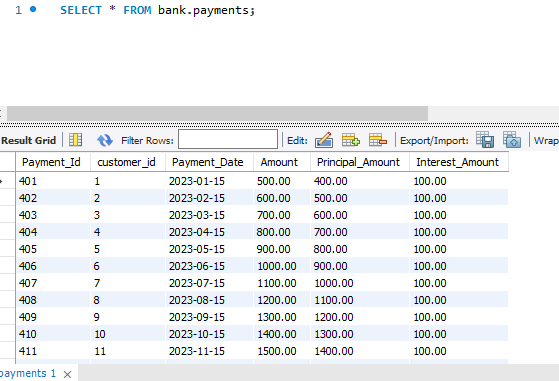 1 SELECT * FROM bank.payments;
Result Grid Filter Rows: Edit: Export/Import: Wrap
Payment_Id customer_id Payment_Date Amount Principal_Amount Interest_Amount
401 1 2023-01-15 500.00 400.00 100.00
402 2 2023-02-15 600.00 500.00 100.00
403 3 2023-03-15 700.00 600.00 100.00
404 4 2023-04-15 800.00 700.00 100.00
405 5 2023-05-15 900.00 800.00 100.00
406 6 2023-06-15 1000.00 900.00 100.00
407 7 2023-07-15 1100.00 1000.00 100.00
408 8 2023-08-15 1200.00 1100.00 100.00
409 9 2023-09-15 1300.00 1200.00 100.00
410 10 2023-10-15 1400.00 1300.00 100.00
411 11 2023-11-15 1500.00 1400.00 100.00
payments 1 ×